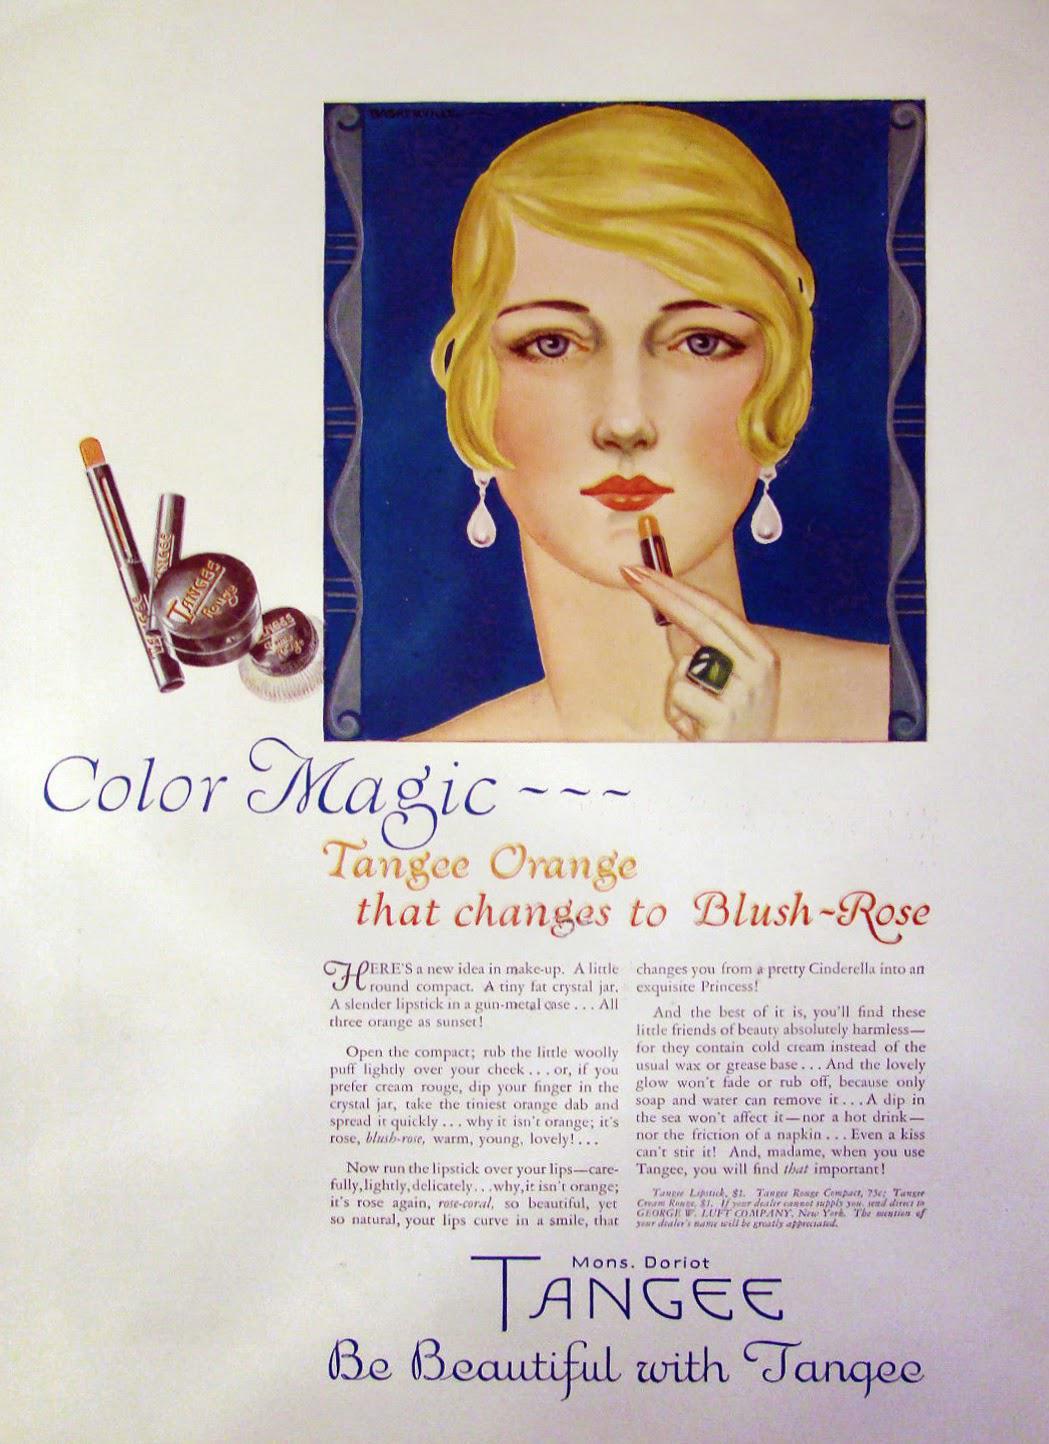 BASKERVILLE
TANGEE
TANGEE
Rouge
TANGEE
Color Magic ~~~
Tangee Orange
that changes to Blush-Rose
HERE'S a new idea in make-up. A little
round compact. A tiny fat crystal jar.
A slender lipstick in a gun-metal case . . . All
three orange as sunset!
Open the compact; rub the little woolly
puff lightly over your cheek . . . or, if you
prefer cream rouge, dip your finger in the
crystal jar, take the tiniest orange dab and
spread it quickly . . . why it isn't orange; it's
rose, blush-rose, warm, young, lovely! . . .
Now run the lipstick over your lips—care-
fully, lightly, delicately . . . why, it isn't orange;
it's rose again, rose-coral, so beautiful, yet
so natural, your lips curve in a smile, that
changes you from a pretty Cinderella into an
exquisite Princess!
And the best of it is, you'll find these
little friends of beauty absolutely harmless—
for they contain cold cream instead of the
usual wax or grease base . . . And the lovely
glow won't fade or rub off, because only
soap and water can remove it . . . A dip in
the sea won't affect it—nor a hot drink—
nor the friction of a napkin . . . Even a kiss
can't stir it! And, madame, when you use
Tangee, you will find that important!
Tangee Lipstick, $1. Tangee Rouge Compact, 75c; Tangee
Cream Rouge, $1. If your dealer cannot supply you, send direct to
GEORGE W. LUFT COMPANY, New York. The mention of
your dealer's name will be greatly appreciated.
Mons. Doriot
TANGEE
Be Beautiful with Tangee